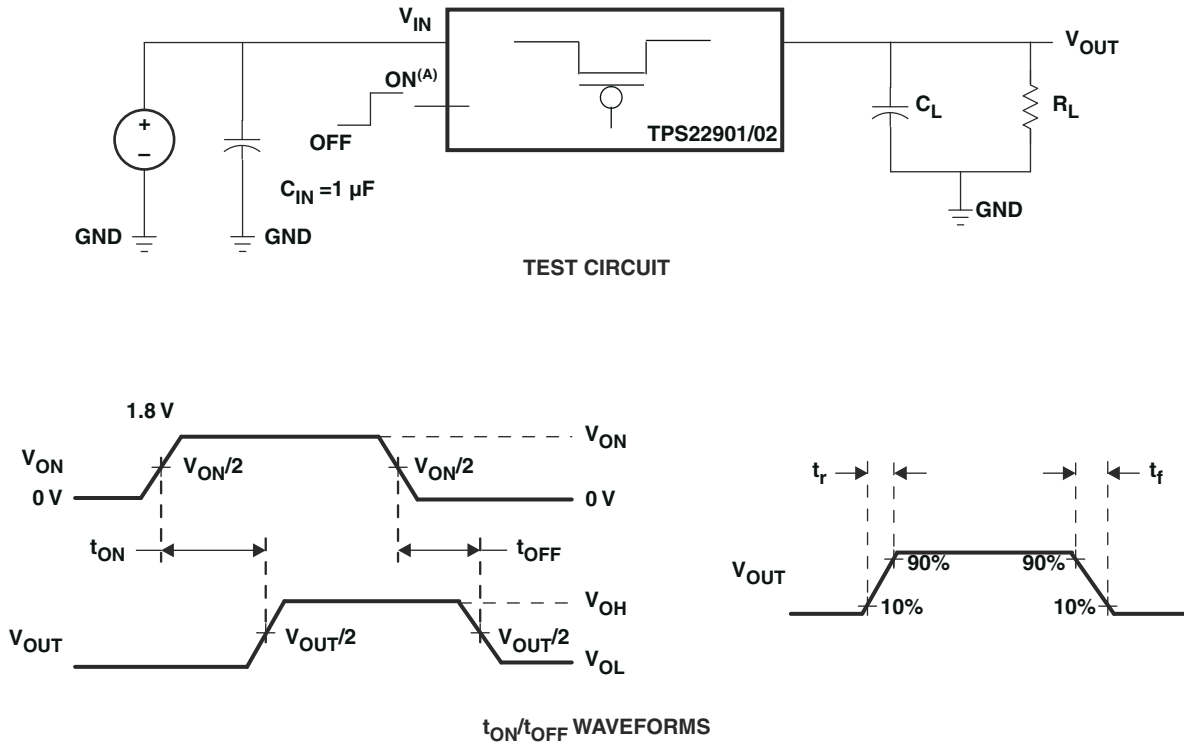 V_IN
V_OUT
ON(A)
OFF
TPS22901/02
C_L
R_L
+
–
C_IN =1 µF
GND
GND
GND
TEST CIRCUIT
1.8 V
V_ON
V_ON
V_ON/2
V_ON/2
0 V
0 V
t_ON
t_OFF
V_OH
V_OUT
V_OUT/2
V_OUT/2
V_OL
t_r
t_f
V_OUT
90%
90%
10%
10%
t_ON/t_OFF WAVEFORMS